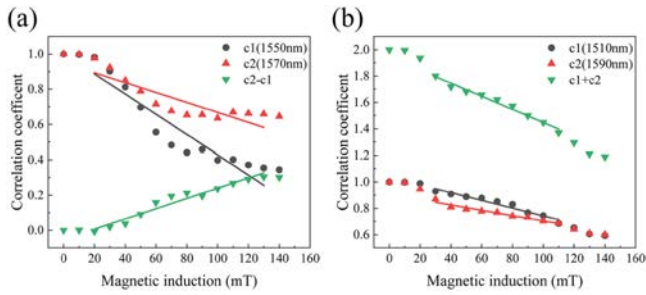 (a)
c1(1550nm)
c2(1570nm)
c2-c1
Correlation coefficent
1.0
0.8
0.6
0.4
0.2
0.0
0 20 40 60 80 100 120 140 160
Magnetic induction (mT)
(b)
c1(1510nm)
c2(1590nm)
c1+c2
Correlation coefficent
2.0
1.8
1.6
1.4
1.2
1.0
0.8
0.6
0 20 40 60 80 100 120 140 160
Magnetic induction (mT)